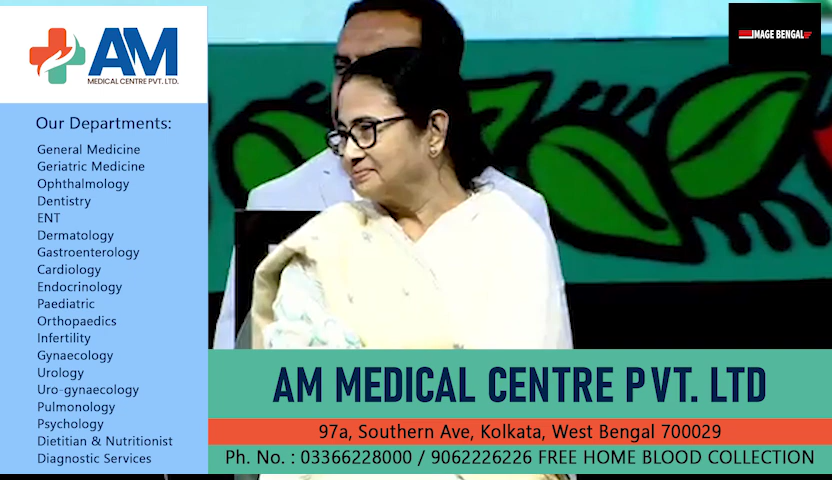 AM
MEDICAL CENTRE PVT. LTD.
Our Departments:
General Medicine
Geriatric Medicine
Ophthalmology
Dentistry
ENT
Dermatology
Gastroenterology
Cardiology
Endocrinology
Paediatric
Orthopaedics
Infertility
Gynaecology
Urology
Uro-gynaecology
Pulmonology
Psychology
Dietitian & Nutritionist
Diagnostic Services
IMAGE BENGAL
AM MEDICAL CENTRE PVT. LTD
97a, Southern Ave, Kolkata, West Bengal 700029
Ph. No. : 03366228000 / 9062226226 FREE HOME BLOOD COLLECTION